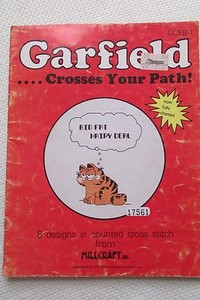 GCSB-1
Garfield
....Crosses Your Path!
BIG FAT
HAIRY DEAL
17561
8 designs in counted cross stitch
from
MILLCRAFT, INC